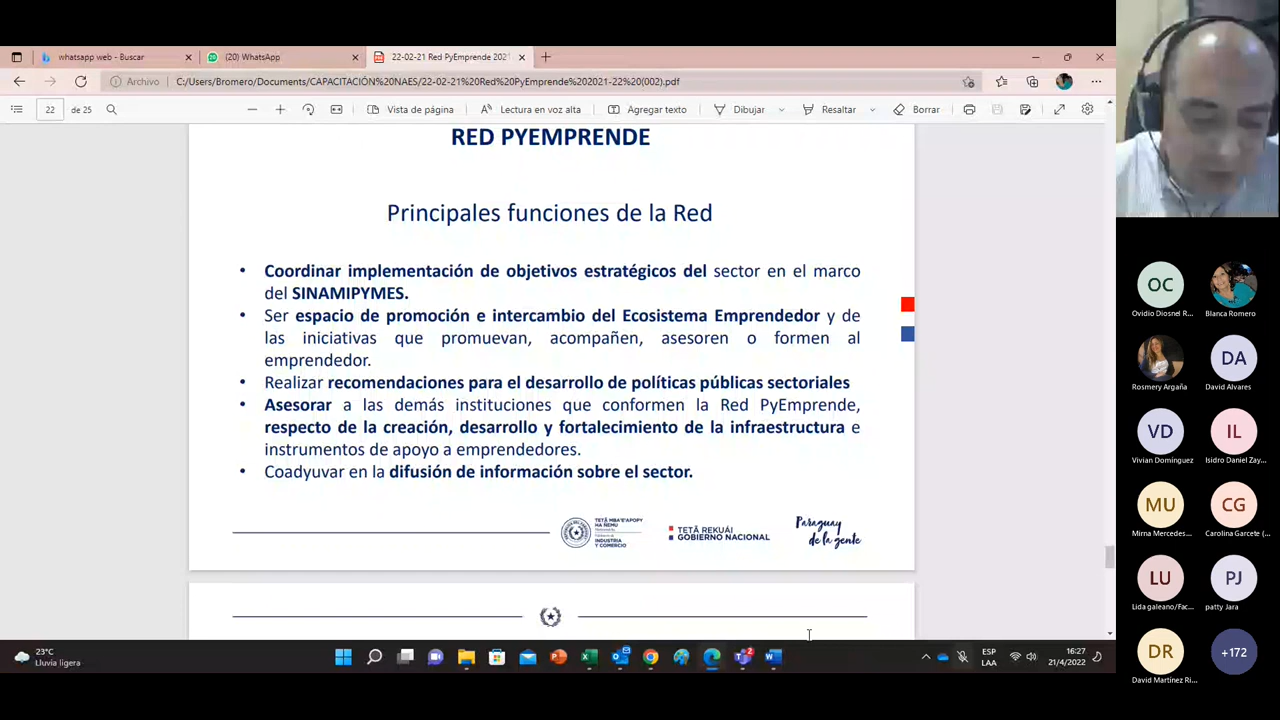 whatsapp web - Buscar
(20) WhatsApp
22-02-21 Red PyEmprende 2021
Archivo
C:/Users/Bromero/Documents/CAPACITACIÓN%20NAES/22-02-21%20Red%20PyEmprende%202021-22%20(002).pdf
22 de 25
Vista de página
Lectura en voz alta
Agregar texto
Dibujar
Resaltar
Borrar
RED PYEMPRENDE
Principales funciones de la Red
• Coordinar implementación de objetivos estratégicos del sector en el marco
del SINAMIPYMES.
• Ser espacio de promoción e intercambio del Ecosistema Emprendedor y de
las iniciativas que promuevan, acompañen, asesoren o formen al
emprendedor.
• Realizar recomendaciones para el desarrollo de políticas públicas sectoriales
• Asesorar a las demás instituciones que conformen la Red PyEmprende,
respecto de la creación, desarrollo y fortalecimiento de la infraestructura e
instrumentos de apoyo a emprendedores.
• Coadyuvar en la difusión de información sobre el sector.
TETÃ MBA'E'APOPY
HA ÑEMU
INDUSTRIA
Y COMERCIO
TETÃ REKUÁI
GOBIERNO NACIONAL
Paraguay
de la gente
23°C
Lluvia ligera
2
ESP
LAA
16:27
21/4/2022
OC
Ovidio Diosnel R...
Blanca Romero
Rosmery Argaña
DA
David Alvares
VD
Vivian Dominguez
IL
Isidro Daniel Zay...
MU
Mirna Mercedes...
CG
Carolina Garcete (...
LU
Lida galeano/Fac...
PJ
patty Jara
DR
David Martínez Ri...
+172